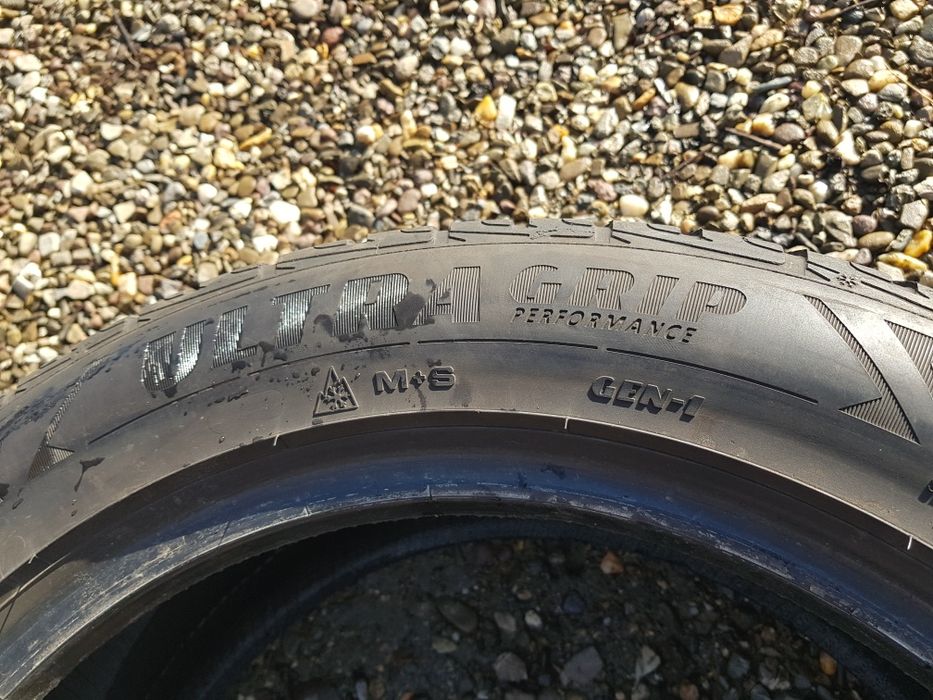 ULTRA GRIP
PERFORMANCE
M+S
GEN-1